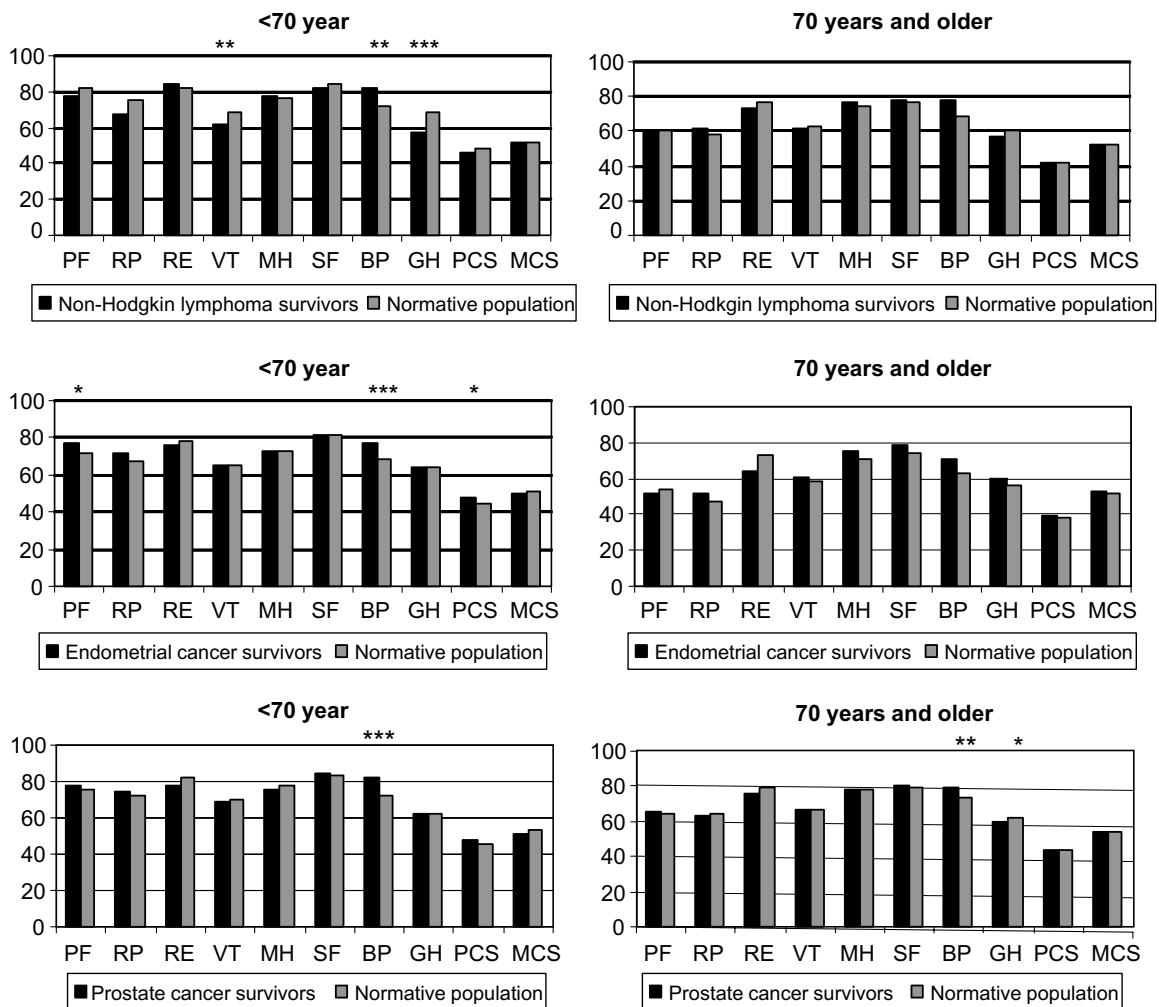 <70 year
** ** ***
100
80
60
40
20
0
PF RP RE VT MH SF BP GH PCS MCS
Non-Hodgkin lymphoma survivors Normative population
70 years and older
100
80
60
40
20
0
PF RP RE VT MH SF BP GH PCS MCS
Non-Hodkgin lymphoma survivors Normative population
<70 year
* *** *
100
80
60
40
20
0
PF RP RE VT MH SF BP GH PCS MCS
Endometrial cancer survivors Normative population
70 years and older
100
80
60
40
20
0
PF RP RE VT MH SF BP GH PCS MCS
Endometrial cancer survivors Normative population
<70 year
***
100
80
60
40
20
0
PF RP RE VT MH SF BP GH PCS MCS
Prostate cancer survivors Normative population
70 years and older
** *
100
80
60
40
20
0
PF RP RE VT MH SF BP GH PCS MCS
Prostate cancer survivors Normative population